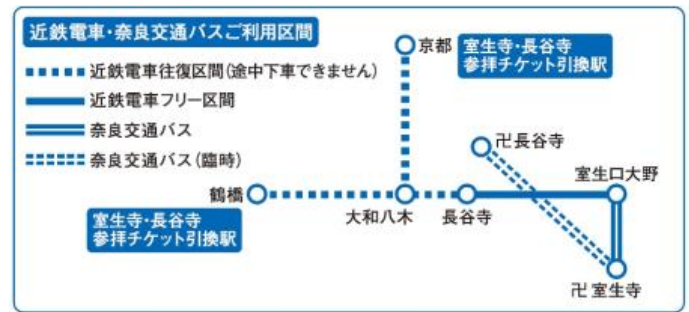 近鉄電車・奈良交通バスご利用区間
近鉄電車往復区間(途中下車できません)
近鉄電車フリー区間
奈良交通バス
奈良交通バス(臨時)
京都
室生寺・長谷寺
参拝チケット引換駅
卍長谷寺
室生口大野
鶴橋
大和八木
長谷寺
室生寺・長谷寺
参拝チケット引換駅
卍室生寺